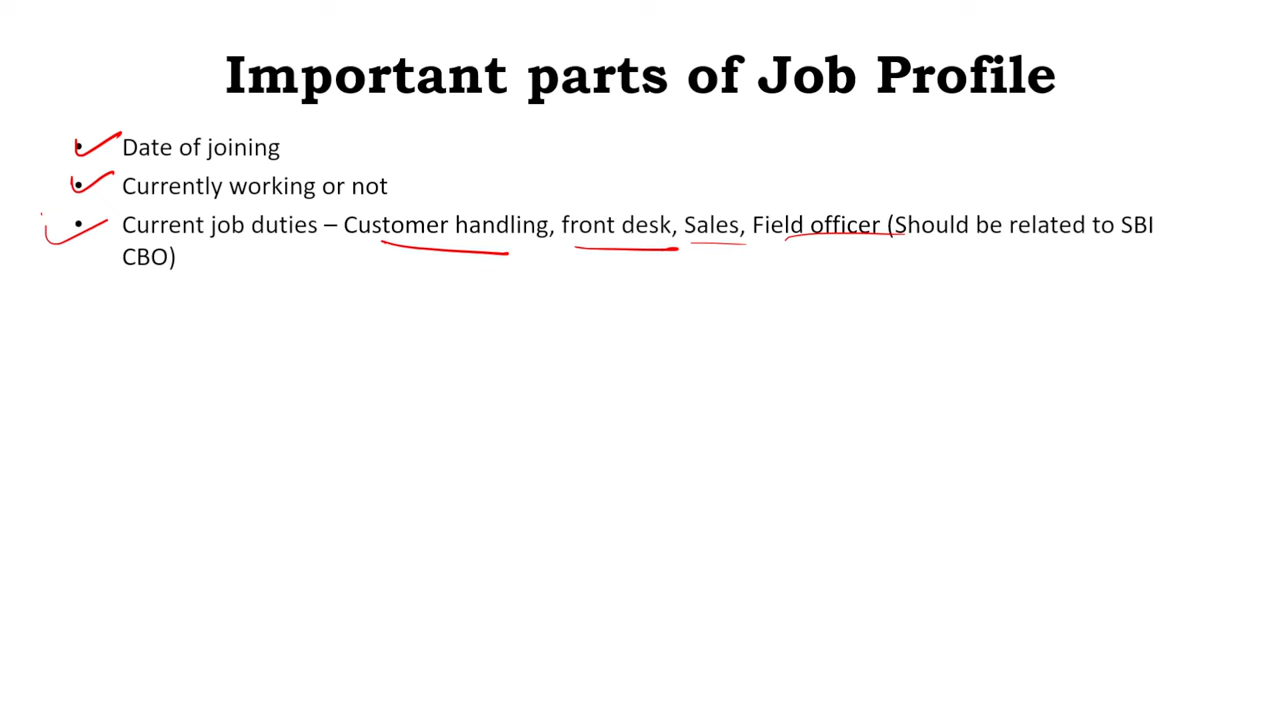 Important parts of Job Profile
• Date of joining
• Currently working or not
• Current job duties – Customer handling, front desk, Sales, Field officer (Should be related to SBI
CBO)